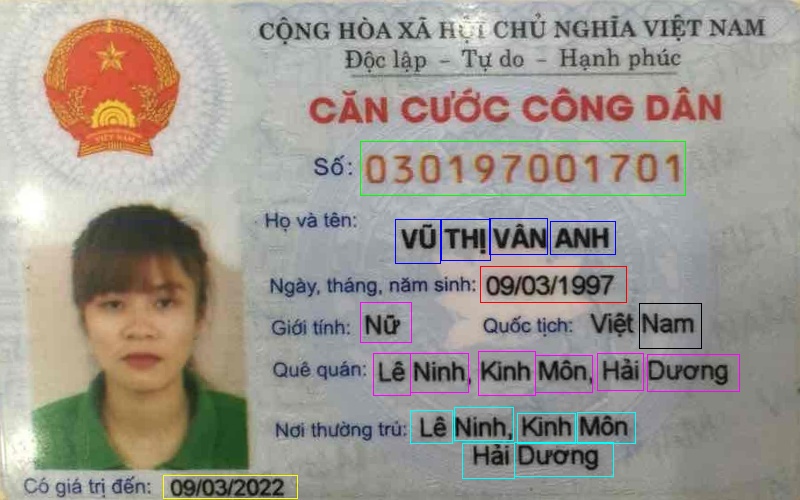 CỘNG HÒA XÃ HỘI CHỦ NGHĨA VIỆT NAM
Độc lập – Tự do – Hạnh phúc
CĂN CƯỚC CÔNG DÂN
Số: 030197001701
Họ và tên:
VŨ THỊ VÂN ANH
Ngày, tháng, năm sinh: 09/03/1997
Giới tính: Nữ Quốc tịch: Việt Nam
Quê quán: Lê Ninh, Kinh Môn, Hải Dương
Nơi thường trú: Lê Ninh, Kinh Môn
Hải Dương
Có giá trị đến: 09/03/2022